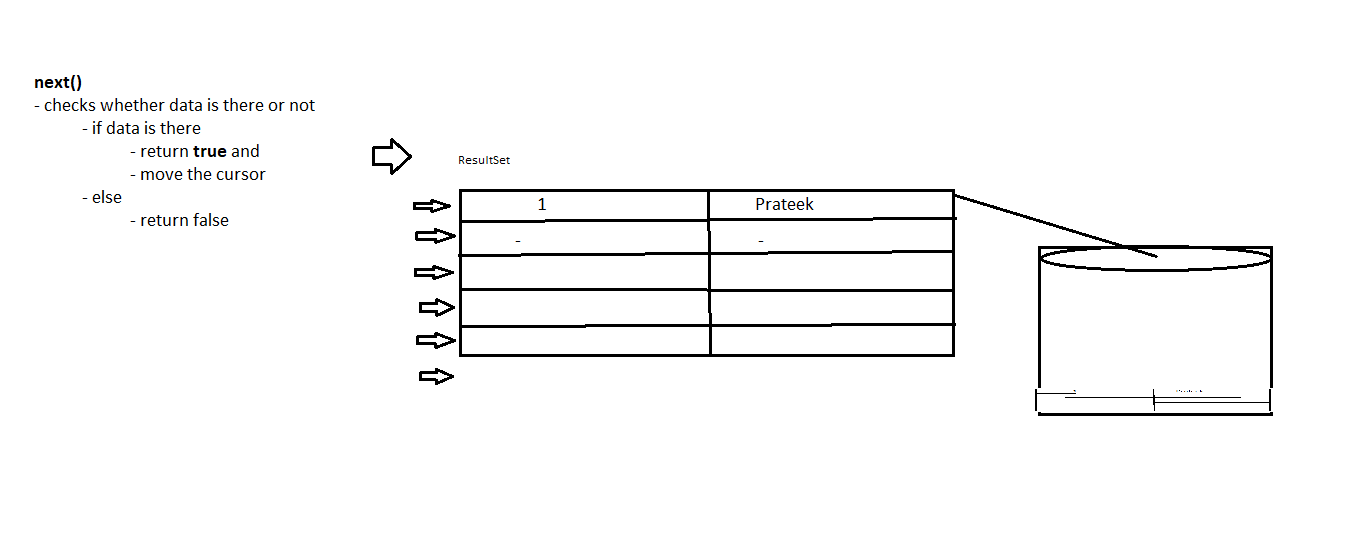 next()
- checks whether data is there or not
- if data is there
- return true and
- move the cursor
- else
- return false
ResultSet
1 Prateek
- -